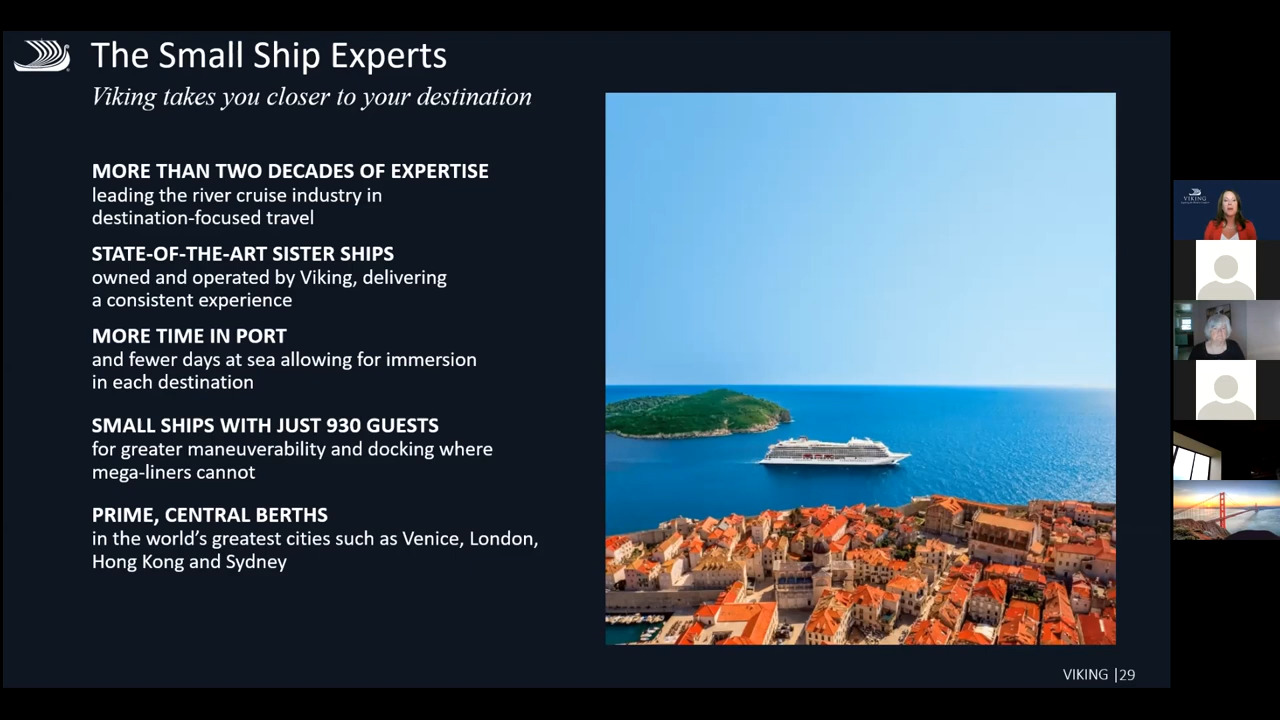 The Small Ship Experts
Viking takes you closer to your destination
MORE THAN TWO DECADES OF EXPERTISE
leading the river cruise industry in
destination-focused travel
STATE-OF-THE-ART SISTER SHIPS
owned and operated by Viking, delivering
a consistent experience
MORE TIME IN PORT
and fewer days at sea allowing for immersion
in each destination
SMALL SHIPS WITH JUST 930 GUESTS
for greater maneuverability and docking where
mega-liners cannot
PRIME, CENTRAL BERTHS
in the world’s greatest cities such as Venice, London,
Hong Kong and Sydney
VIKING |29
VIKING